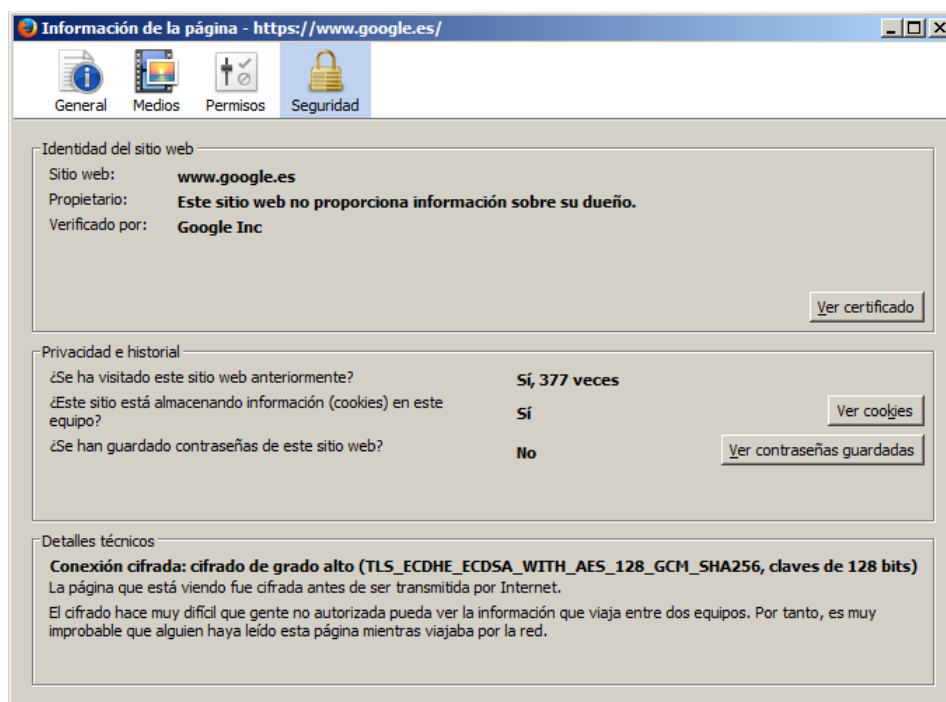 Información de la página - https://www.google.es/
General Medios Permisos Seguridad
Identidad del sitio web
Sitio web: www.google.es
Propietario: Este sitio web no proporciona información sobre su dueño.
Verificado por: Google Inc
Ver certificado
Privacidad e historial
¿Se ha visitado este sitio web anteriormente? Sí, 377 veces
¿Este sitio está almacenando información (cookies) en este
equipo? Sí Ver cookies
¿Se han guardado contraseñas de este sitio web? No Ver contraseñas guardadas
Detalles técnicos
Conexión cifrada: cifrado de grado alto (TLS_ECDHE_ECDSA_WITH_AES_128_GCM_SHA256, claves de 128 bits)
La página que está viendo fue cifrada antes de ser transmitida por Internet.
El cifrado hace muy difícil que gente no autorizada pueda ver la información que viaja entre dos equipos. Por tanto, es muy
improbable que alguien haya leído esta página mientras viajaba por la red.